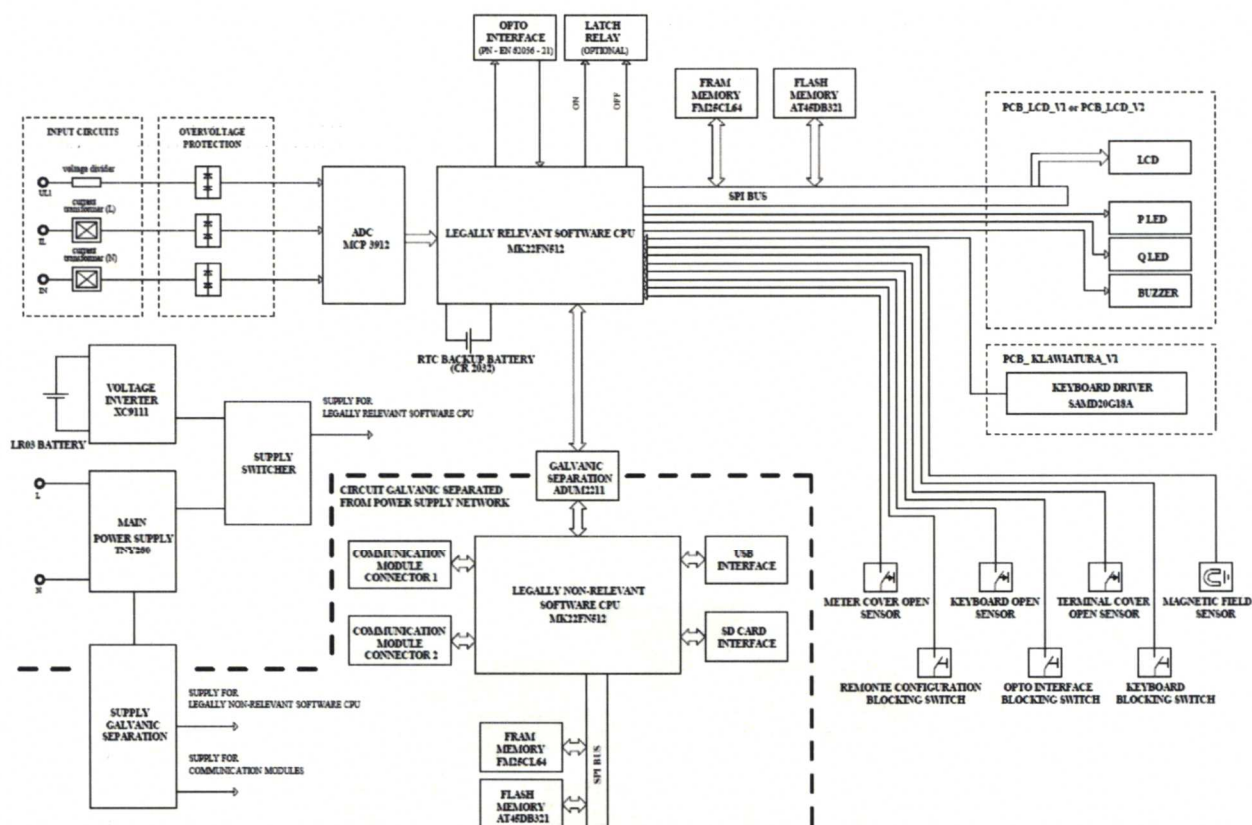 OPTO
INTERFACE
(PN - EN 62056 - 21)
LATCH
RELAY
(OPTIONAL)
ON
OFF
FRAM
MEMORY
FM25CL64
FLASH
MEMORY
AT45DB321
PCB_LCD_V1 or PCB_LCD_V2
LCD
P LED
Q LED
BUZZER
INPUT CIRCUITS
OVERVOLTAGE
PROTECTION
voltage divider
UL1
current
transformer (L)
IL
current
transformer (N)
IN
ADC
MCP 3912
LEGALLY RELEVANT SOFTWARE CPU
MK22FN512
SPI BUS
RTC BACKUP BATTERY
(CR 2032)
PCB_ KLAWIATURA_V1
KEYBOARD DRIVER
SAMD20G18A
VOLTAGE
INVERTER
XC9111
LR03 BATTERY
SUPPLY
SWITCHER
SUPPLY FOR
LEGALLY RELEVANT SOFTWARE CPU
L
MAIN
POWER SUPPLY
TNY280
N
GALVANIC
SEPARATION
ADUM2211
CIRCUIT GALVANIC SEPARATED
FROM POWER SUPPLY NETWORK
COMMUNICATION
MODULE
CONNECTOR 1
COMMUNICATION
MODULE
CONNECTOR 2
LEGALLY NON-RELEVANT
SOFTWARE CPU
MK22FN512
USB
INTERFACE
SD CARD
INTERFACE
METER COVER OPEN
SENSOR
KEYBOARD OPEN
SENSOR
TERMINAL COVER
OPEN SENSOR
MAGNETIC FIELD
SENSOR
REMONTE CONFIGURATION
BLOCKING SWITCH
OPTO INTERFACE
BLOCKING SWITCH
KEYBOARD
BLOCKING SWITCH
SUPPLY
GALVANIC
SEPARATION
SUPPLY FOR
LEGALLY NON-RELEVANT SOFTWARE CPU
SUPPLY FOR
COMMUNICATION MODULES
FRAM
MEMORY
FM25CL64
FLASH
MEMORY
AT45DB321
SPI BUS